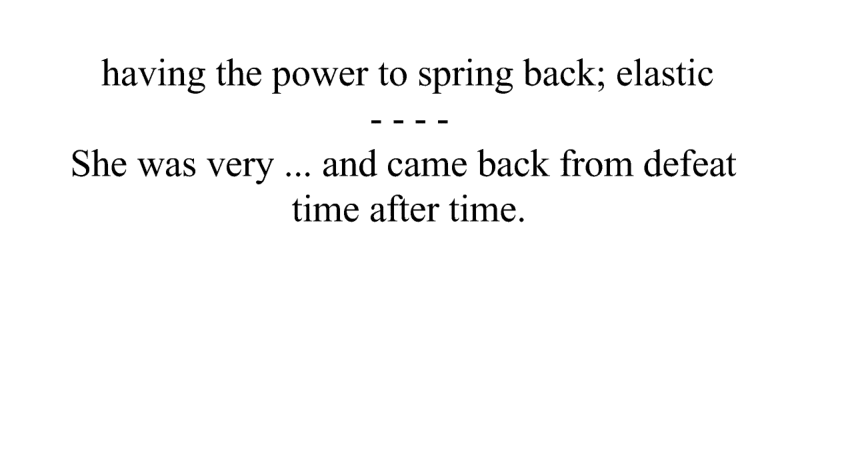 having the power to spring back; elastic
- - - -
She was very ... and came back from defeat
time after time.